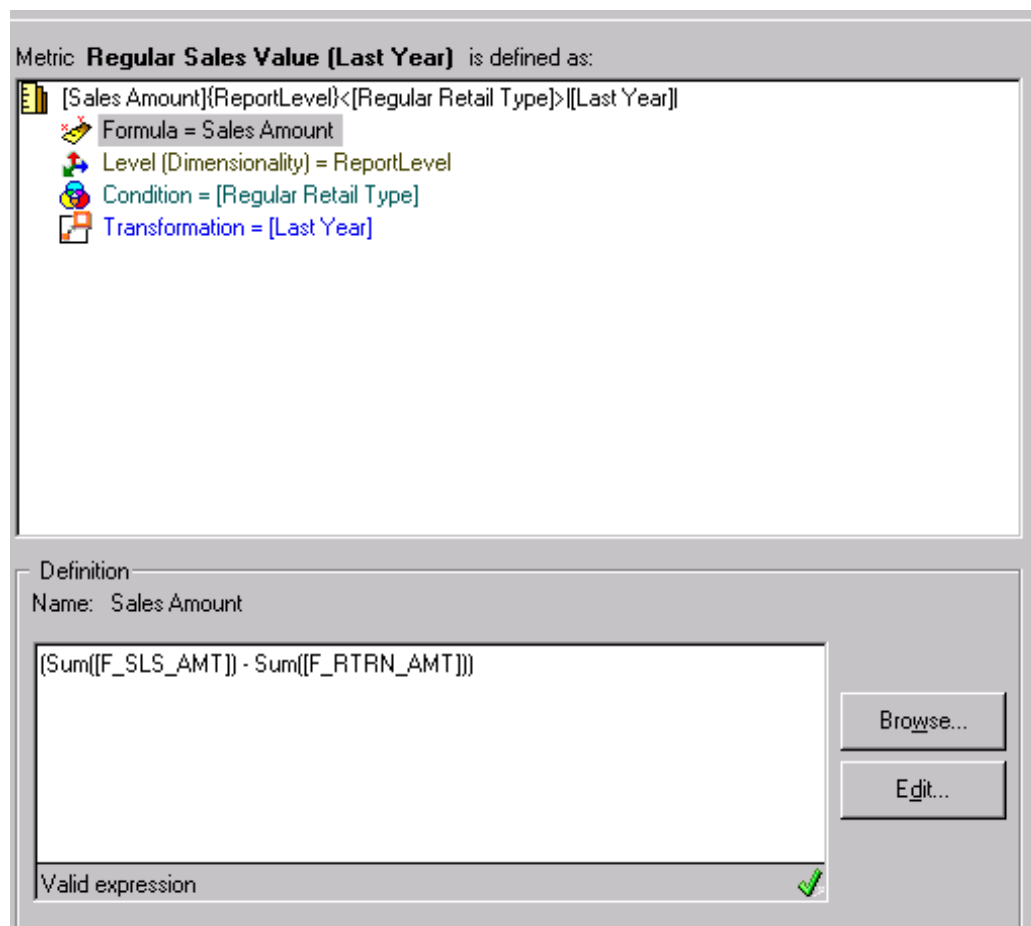 Metric Regular Sales Value (Last Year) is defined as:
[Sales Amount]{ReportLevel}<[Regular Retail Type]>|[Last Year]|
Formula = Sales Amount
Level (Dimensionality) = ReportLevel
Condition = [Regular Retail Type]
Transformation = [Last Year]
Definition
Name: Sales Amount
(Sum([F_SLS_AMT]) - Sum([F_RTRN_AMT]))
Browse...
Edit...
Valid expression